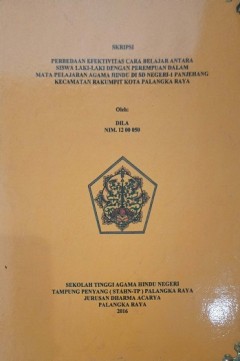 SKRIPSI
PERBEDAAN EFEKTIVITAS CARA BELAJAR ANTARA
SISWA LAKI-LAKI DENGAN PEREMPUAN DALAM
MATA PELAJARAN AGAMA HINDU DI SD NEGERI-1 PANJEHANG
KECAMATAN RAKUMPIT KOTA PALANGKA RAYA
Oleh:
DILA
NIM. 12 00 050
SEKOLAH TINGGI AGAMA HINDU NEGERI
TAMPUNG PENYANG ( STAHN-TP ) PALANGKA RAYA
JURUSAN DHARMA ACARYA
PALANGKA RAYA
2016